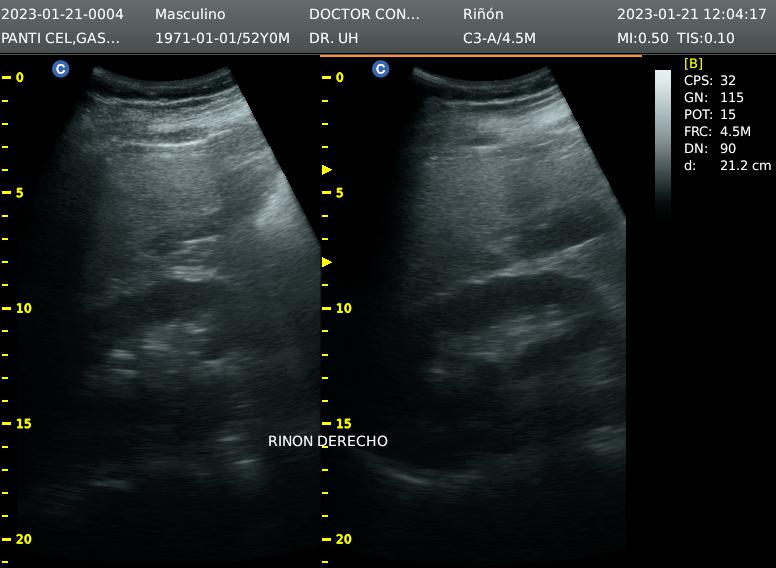 2023-01-21-0004 Masculino DOCTOR CON... Riñón 2023-01-21 12:04:17
PANTI CEL,GAS... 1971-01-01/52Y0M DR. UH C3-A/4.5M MI:0.50 TIS:0.10
C C [B]
0 0 CPS: 32
GN: 115
POT: 15
FRC: 4.5M
DN: 90
d: 21.2 cm
5 5
10 10
15 15
RINON DERECHO
20 20